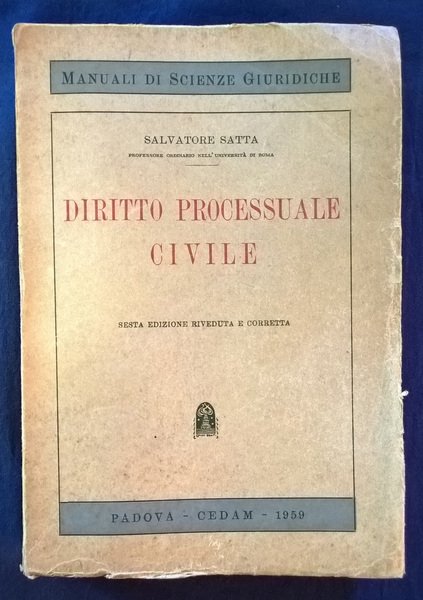 MANUALI DI SCIENZE GIURIDICHE
SALVATORE SATTA
PROFESSORE ORDINARIO NELL'UNIVERSITÀ DI ROMA
DIRITTO PROCESSUALE
CIVILE
SESTA EDIZIONE RIVEDUTA E CORRETTA
PADOVA - CEDAM - 1959